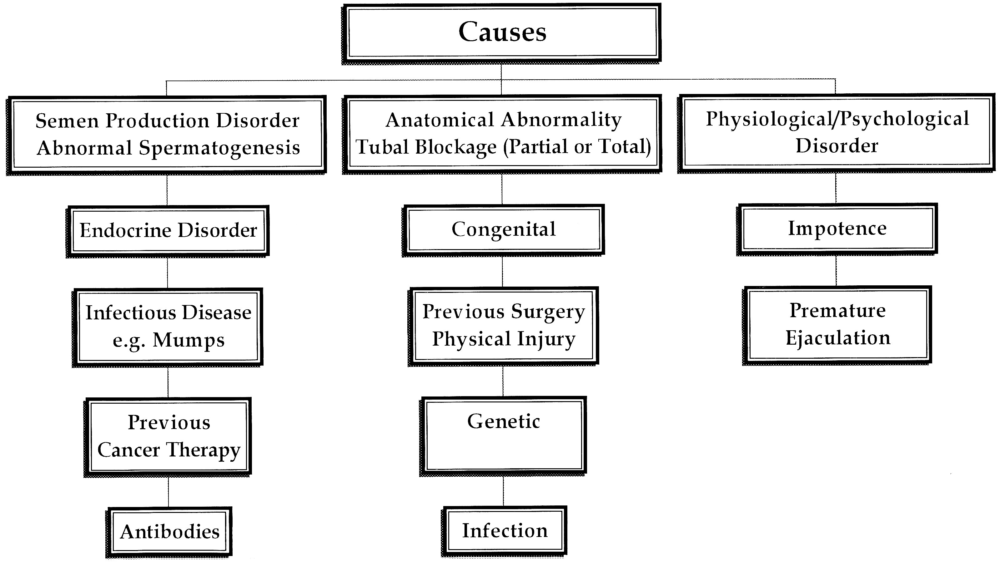 Causes
Semen Production Disorder
Abnormal Spermatogenesis
Anatomical Abnormality
Tubal Blockage (Partial or Total)
Physiological/Psychological
Disorder
Endocrine Disorder
Congenital
Impotence
Infectious Disease
e.g. Mumps
Previous Surgery
Physical Injury
Premature
Ejaculation
Previous
Cancer Therapy
Genetic
Antibodies
Infection